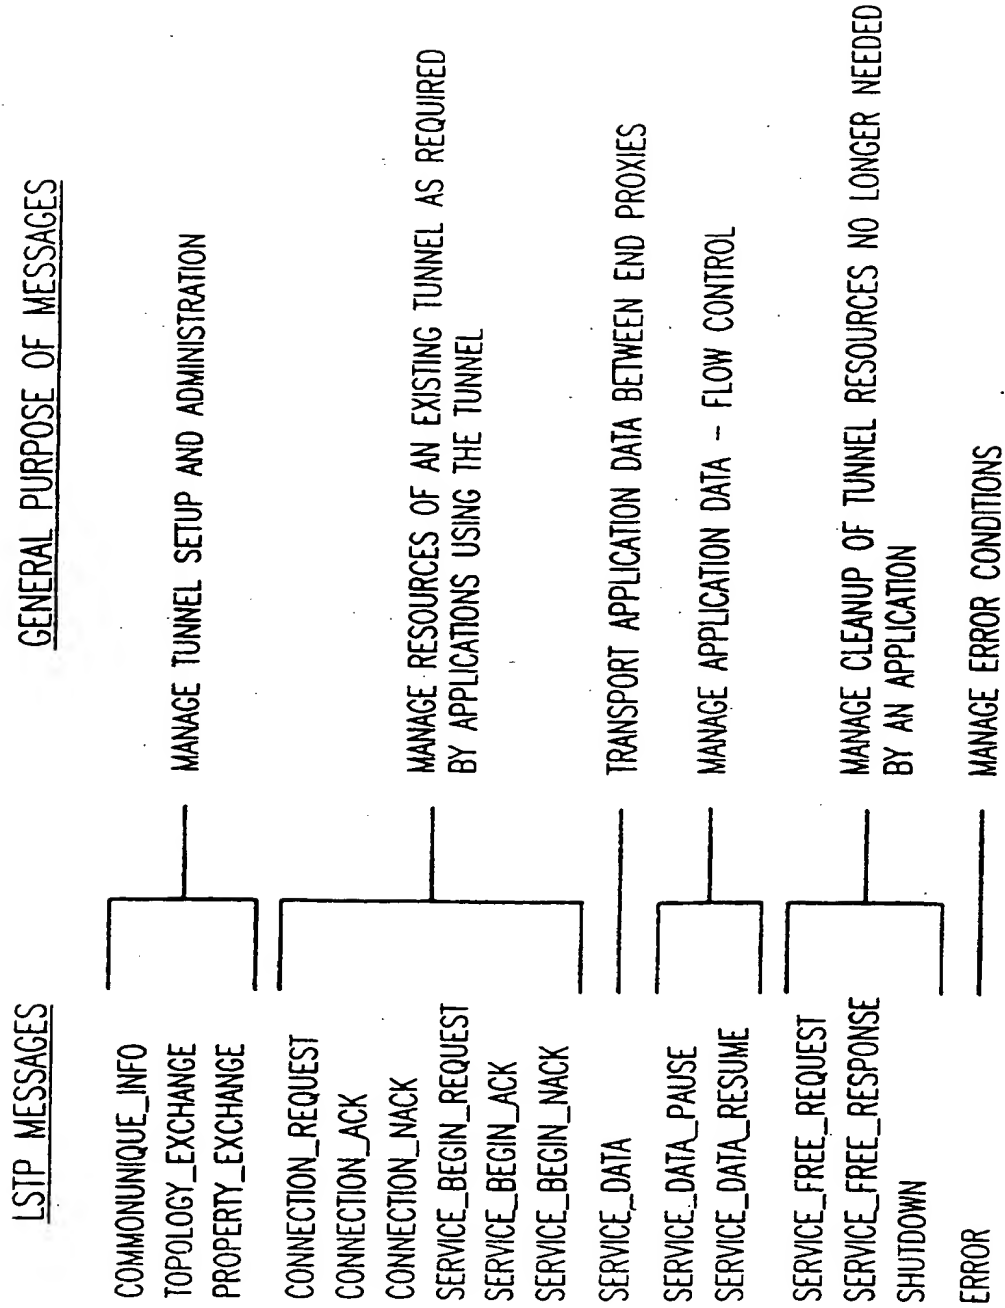 LSTP MESSAGES
GENERAL PURPOSE OF MESSAGES
COMMONUNIQUE_INFO
TOPOLOGY_EXCHANGE
PROPERTY_EXCHANGE
MANAGE TUNNEL SETUP AND ADMINISTRATION
CONNECTION_REQUEST
CONNECTION_ACK
CONNECTION_NACK
SERVICE_BEGIN_REQUEST
SERVICE_BEGIN_ACK
SERVICE_BEGIN_NACK
MANAGE RESOURCES OF AN EXISTING TUNNEL AS REQUIRED
BY APPLICATIONS USING THE TUNNEL
SERVICE_DATA
TRANSPORT APPLICATION DATA BETWEEN END PROXIES
SERVICE_DATA_PAUSE
SERVICE_DATA_RESUME
MANAGE APPLICATION DATA – FLOW CONTROL
SERVICE_FREE_REQUEST
SERVICE_FREE_RESPONSE
SHUTDOWN
MANAGE CLEANUP OF TUNNEL RESOURCES NO LONGER NEEDED
BY AN APPLICATION
ERROR
MANAGE ERROR CONDITIONS